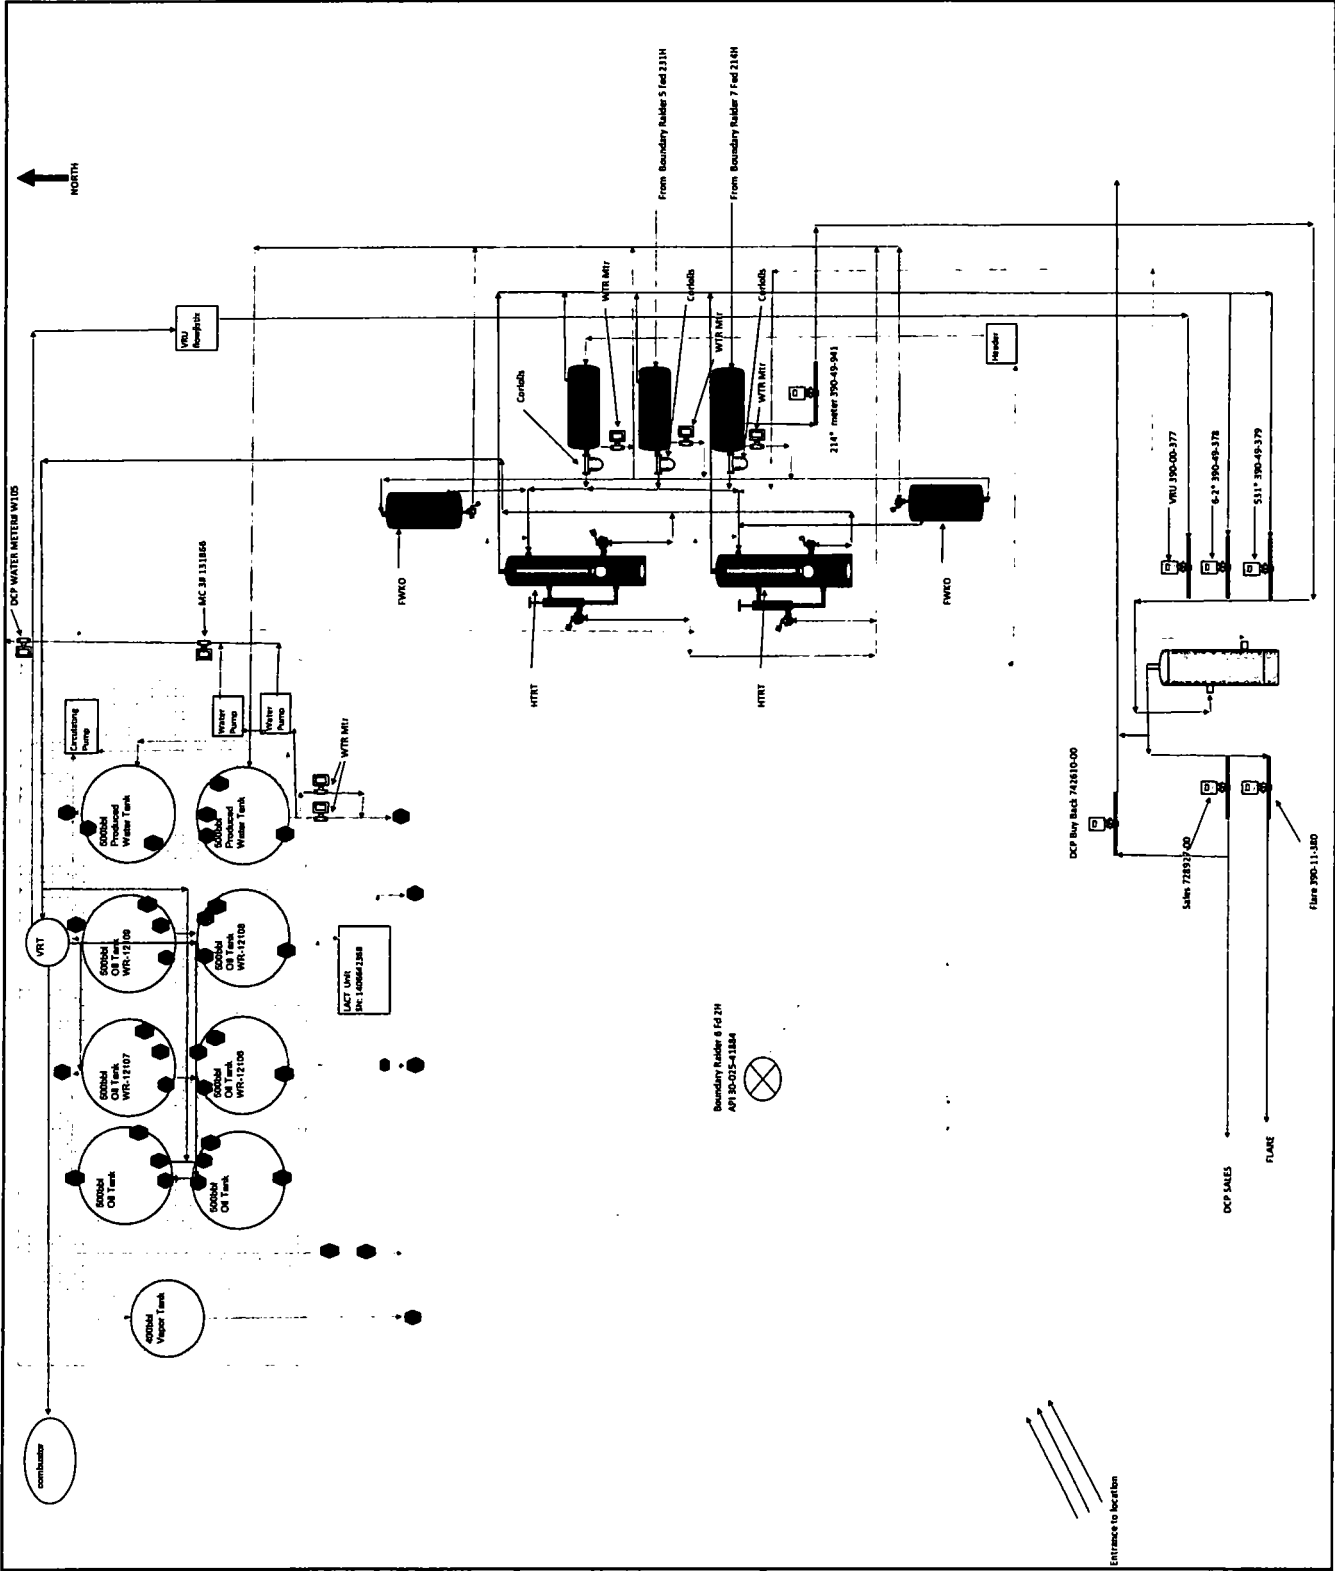 NORTH
DCP WATER METER# W105
MC 3# 131866
VRU
flowjistix
Circulating
Pump
Water
Pump
Water
Pump
WTR Mtr
500bbl
Produced
Water Tank
500bbl
Produced
Water Tank
VRT
500bbl
Oil Tank
WR-12109
500bbl
Oil Tank
WR-12108
500bbl
Oil Tank
WR-12107
500bbl
Oil Tank
WR-12106
500bbl
Oil Tank
500bbl
Oil Tank
400bbl
Vapor Tank
combustor
LACT Unit
From Boundary Raider 5 Fed 231H
From Boundary Raider 7 Fed 214H
WTR Mtr
Coriolis
WTR Mtr
Coriolis
Coriolis
WTR Mtr
214* meter 390-49-941
Header
FWKO
FWKO
HTRT
HTRT
VRU 390-00-377
6-2* 390-49-378
531* 390-49-379
DCP Buy Back 742610-00
Sales 728927-00
Flare 390-11-380
DCP SALES
FLARE
Boundary Raider 6 Fd 2H
API 30-025-41884
Entrance to location